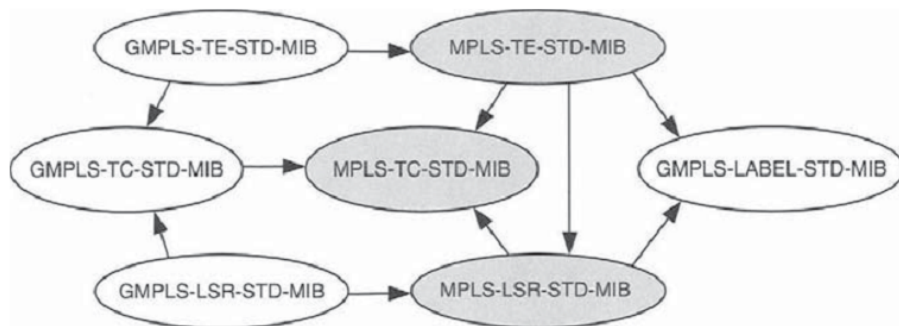 GMPLS-TE-STD-MIB
MPLS-TE-STD-MIB
GMPLS-TC-STD-MIB
MPLS-TC-STD-MIB
GMPLS-LABEL-STD-MIB
GMPLS-LSR-STD-MIB
MPLS-LSR-STD-MIB